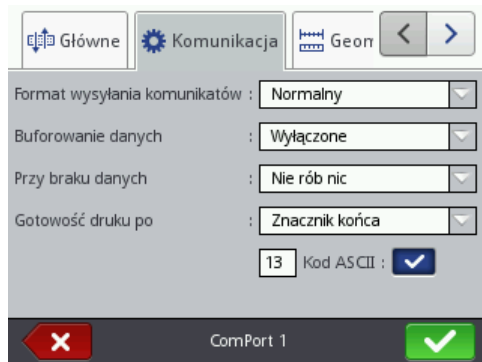 Główne Komunikacja Geom
Format wysyłania komunikatów : Normalny
Buforowanie danych : Wyłączone
Przy braku danych : Nie rób nic
Gotowość druku po : Znacznik końca
13 Kod ASCII :
ComPort 1